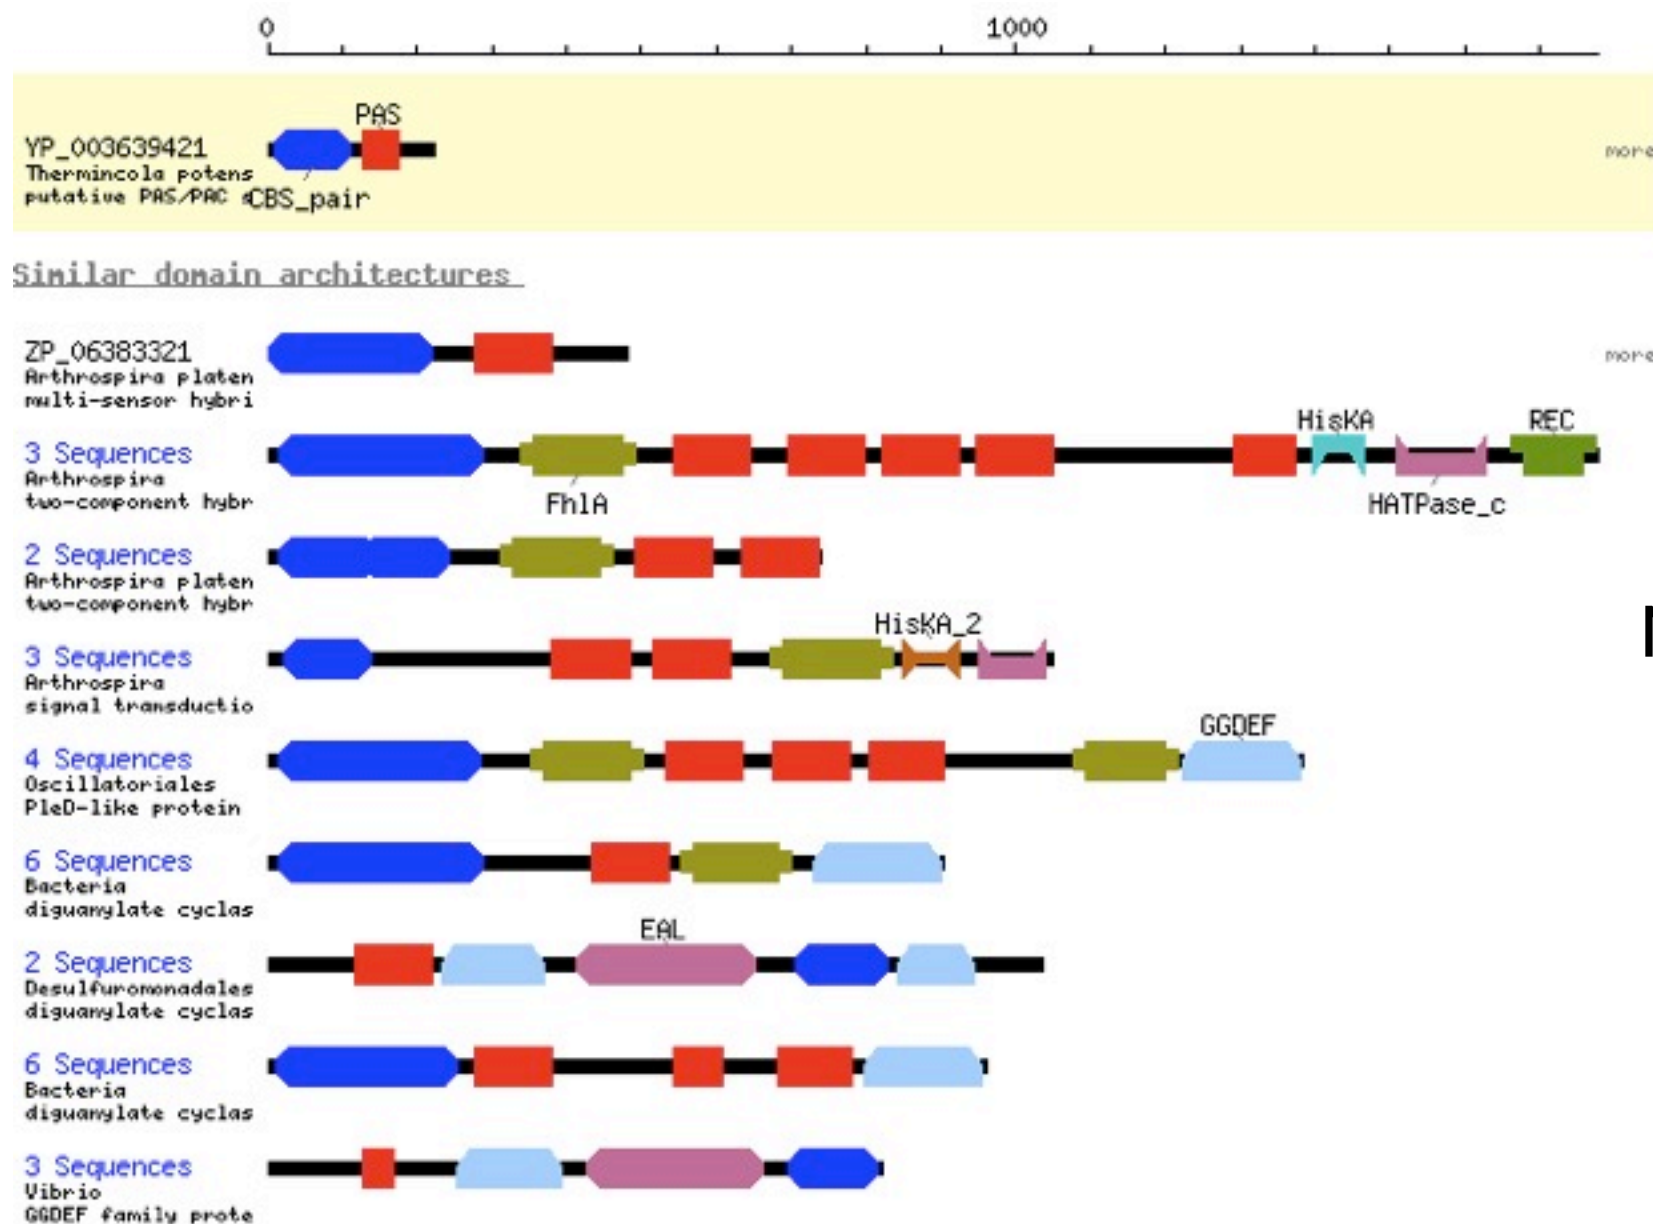 0 1000
PAS
YP_003639421
Thermincola potens
putative PAS/PAC s
CBS_pair
more
Similar domain architectures
ZP_06383321
Arthrospira platen
multi-sensor hybri
more
HisKA REC
3 Sequences
Arthrospira
two-component hybr
FhlA HATPase_c
2 Sequences
Arthrospira platen
two-component hybr
HisKA_2
3 Sequences
Arthrospira
signal transductio
GGDEF
4 Sequences
Oscillatoriales
PleD-like protein
6 Sequences
Bacteria
diguanylate cyclas
EAL
2 Sequences
Desulfuromonadales
diguanylate cyclas
6 Sequences
Bacteria
diguanylate cyclas
3 Sequences
Vibrio
GGDEF family prote